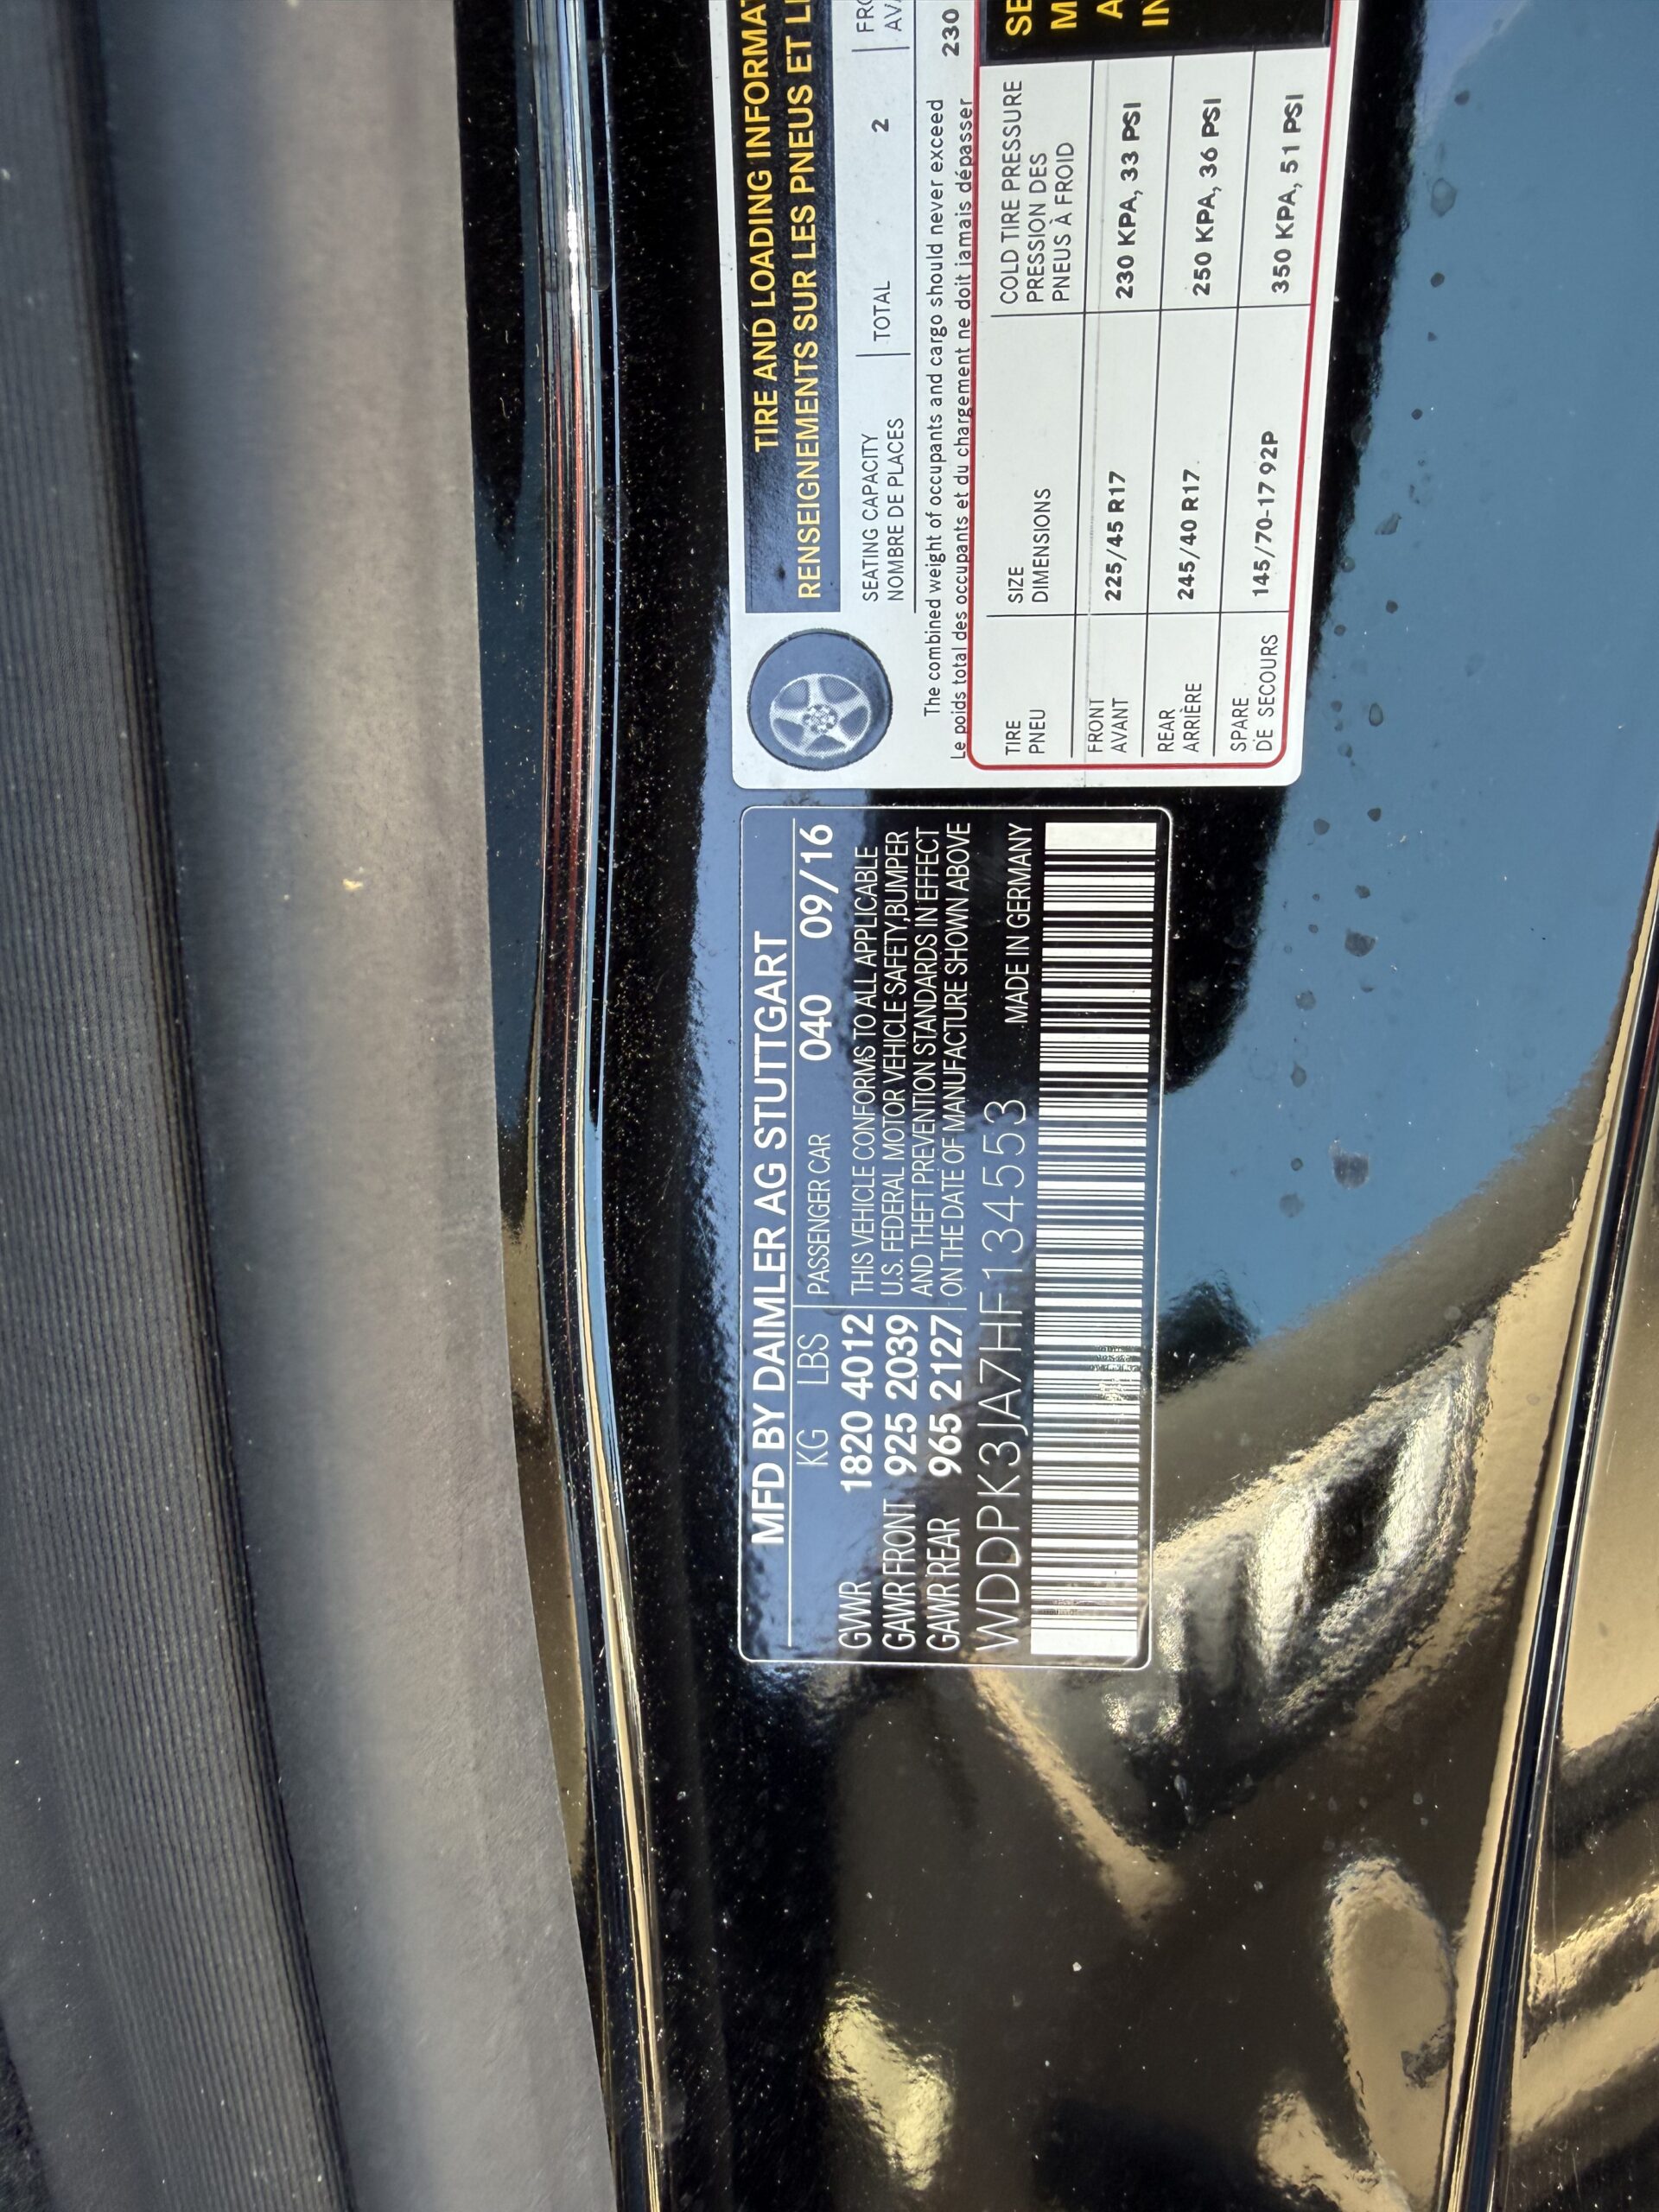 MFD BY DAIMLER AG STUTTGART
KG LBS PASSENGER CAR 040 09/16
GVWR 1820 4012 THIS VEHICLE CONFORMS TO ALL APPLICABLE
GAWR FRONT 925 2039 U.S. FEDERAL MOTOR VEHICLE SAFETY,BUMPER
GAWR REAR 965 2127 AND THEFT PREVENTION STANDARDS IN EFFECT
ON THE DATE OF MANUFACTURE SHOWN ABOVE
WDDPK3JA7HF134553 MADE IN GERMANY
TIRE AND LOADING INFORMAT
RENSEIGNEMENTS SUR LES PNEUS ET LI
SEATING CAPACITY
NOMBRE DE PLACES
TOTAL 2
FRO
AVA
The combined weight of occupants and cargo should never exceed 230
Le poids total des occupants et du chargement ne doit jamais dépasser
TIRE
PNEU
SIZE
DIMENSIONS
COLD TIRE PRESSURE
PRESSION DES
PNEUS À FROID
FRONT
AVANT
225/45 R17 230 KPA, 33 PSI
REAR
ARRIÈRE
245/40 R17 250 KPA, 36 PSI
SPARE
DE SECOURS
145/70-17 92P 350 KPA, 51 PSI
SE
M
A
IN